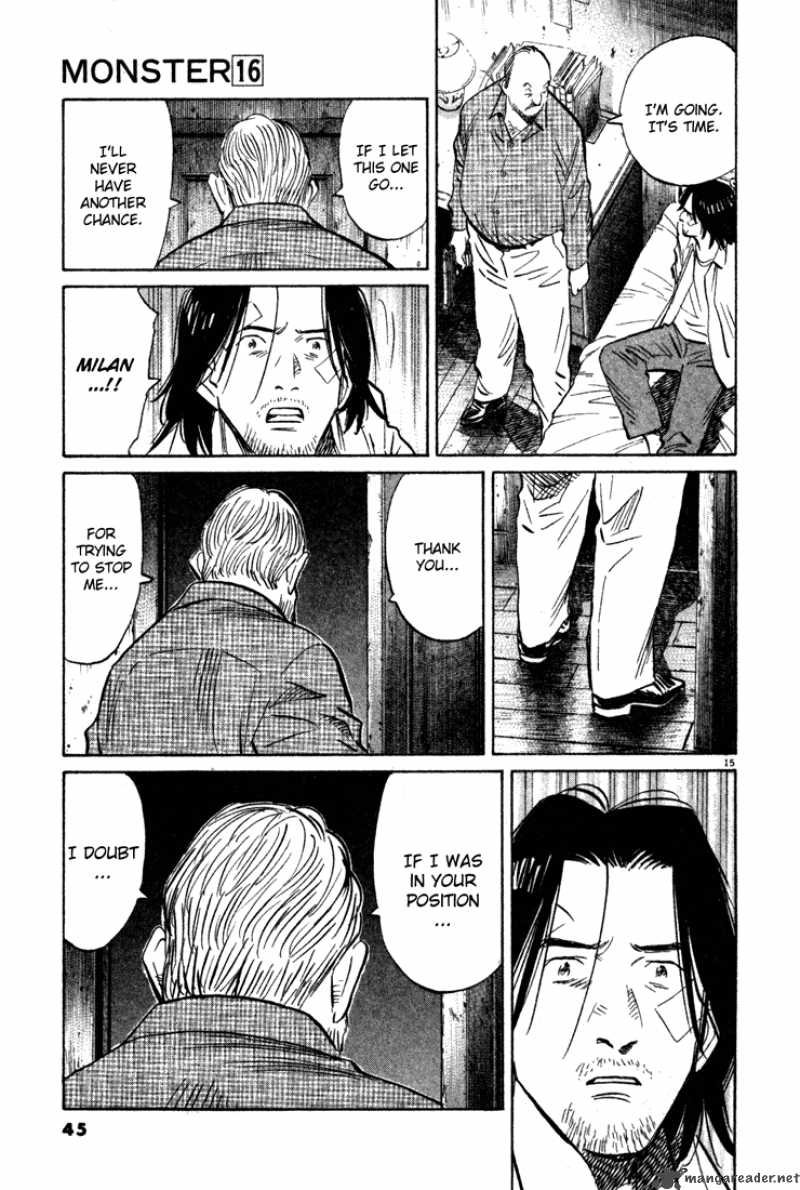 MONSTER 16
I'M GOING.
IT'S TIME.
IF I LET
THIS ONE
GO...
I'LL
NEVER
HAVE
ANOTHER
CHANCE.
MILAN
...!!
THANK
YOU...
FOR
TRYING
TO STOP
ME...
15
IF I WAS
IN YOUR
POSITION
...
I DOUBT
...
45
mangareader.net